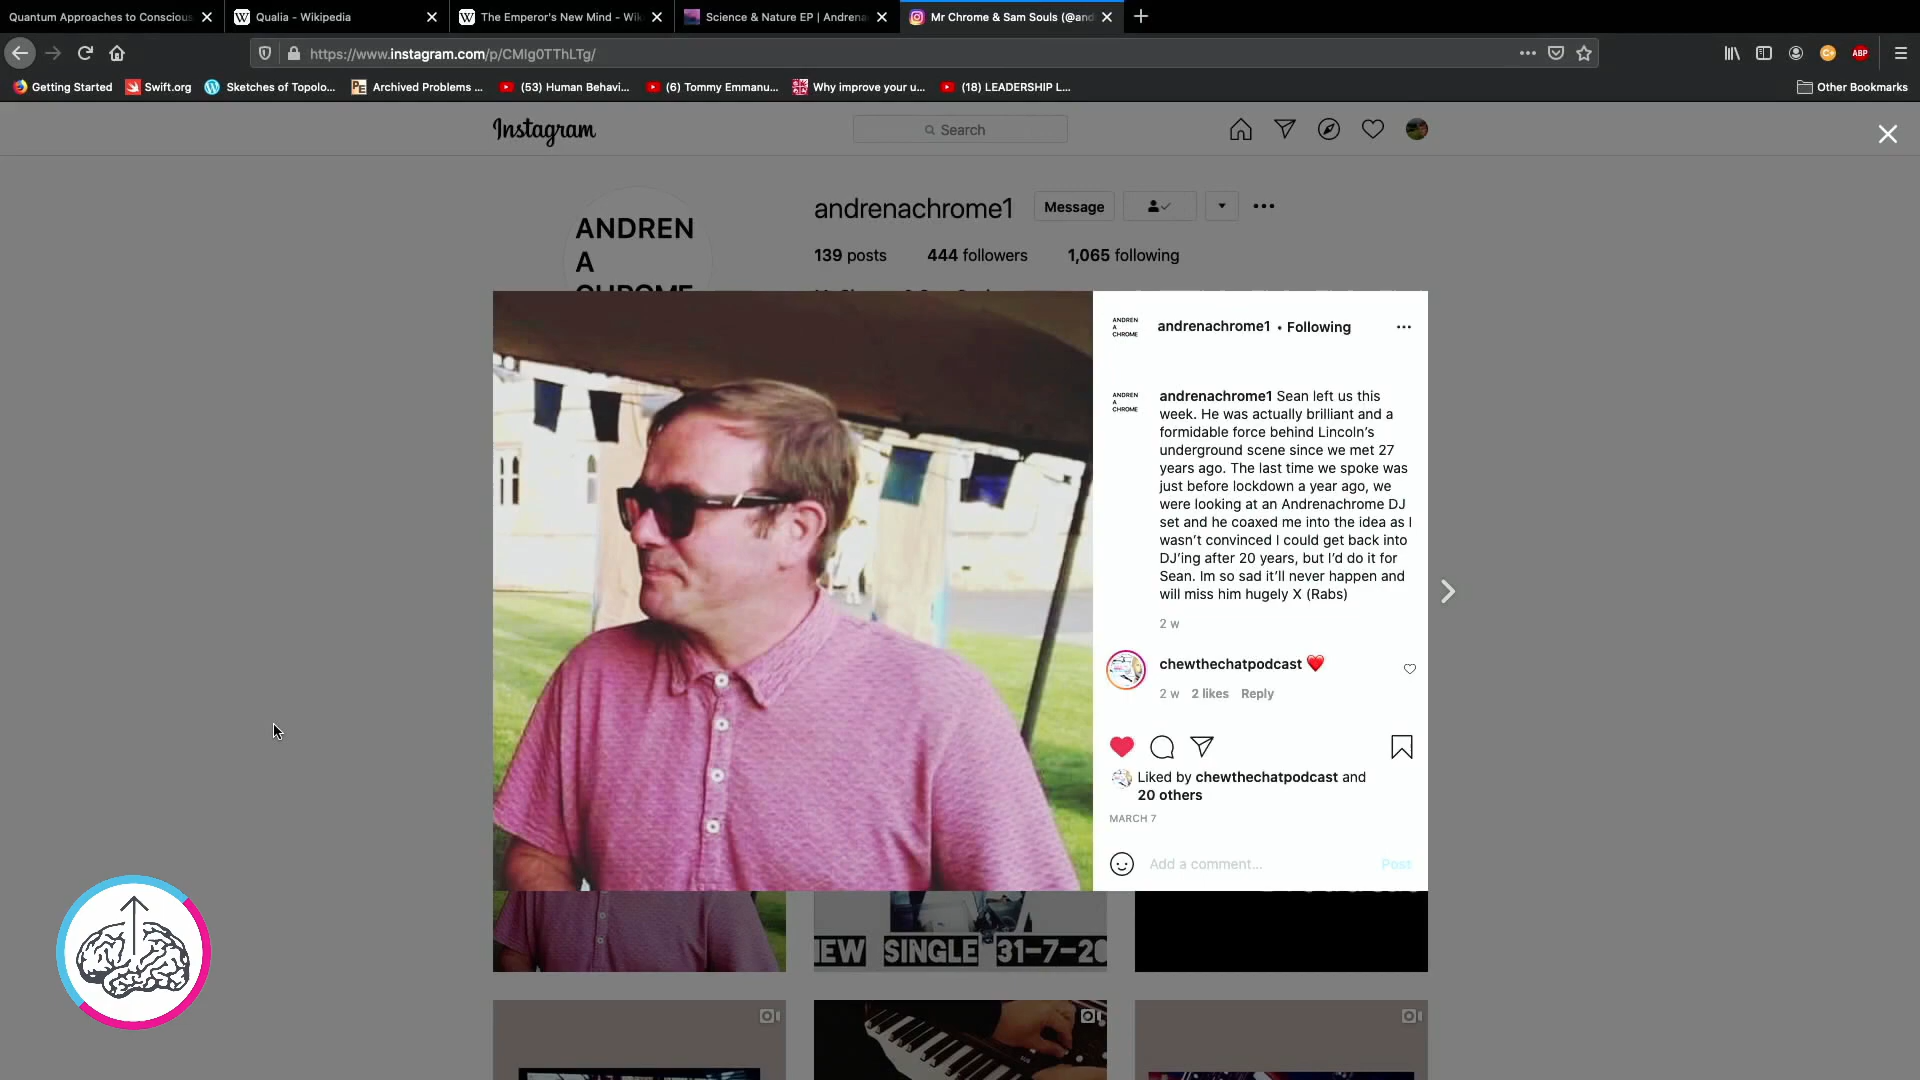 Quantum Approaches to Conscious
Qualia - Wikipedia
The Emperor's New Mind - Wik
Science & Nature EP | Andrena
Mr Chrome & Sam Souls (@and
https://www.instagram.com/p/CMIg0TThLTg/
ABP
Getting Started
Swift.org
Sketches of Topolo...
Archived Problems ...
(53) Human Behavi...
(6) Tommy Emmanu...
Why improve your u...
(18) LEADERSHIP L...
Other Bookmarks
Instagram
Search
andrenachrome1
Message
139 posts
444 followers
1,065 following
ANDREN
A
CHROME
ANDREN
A
CHROME
andrenachrome1 • Following
ANDREN
A
CHROME
andrenachrome1 Sean left us this
week. He was actually brilliant and a
formidable force behind Lincoln's
underground scene since we met 27
years ago. The last time we spoke was
just before lockdown a year ago, we
were looking at an Andrenachrome DJ
set and he coaxed me into the idea as I
wasn't convinced I could get back into
DJ'ing after 20 years, but I'd do it for
Sean. Im so sad it'll never happen and
will miss him hugely X (Rabs)
2 w
chewthechatpodcast ❤️
2 w 2 likes Reply
Liked by chewthechatpodcast and
20 others
MARCH 7
Add a comment...
Post
SINGLE 31-7-20